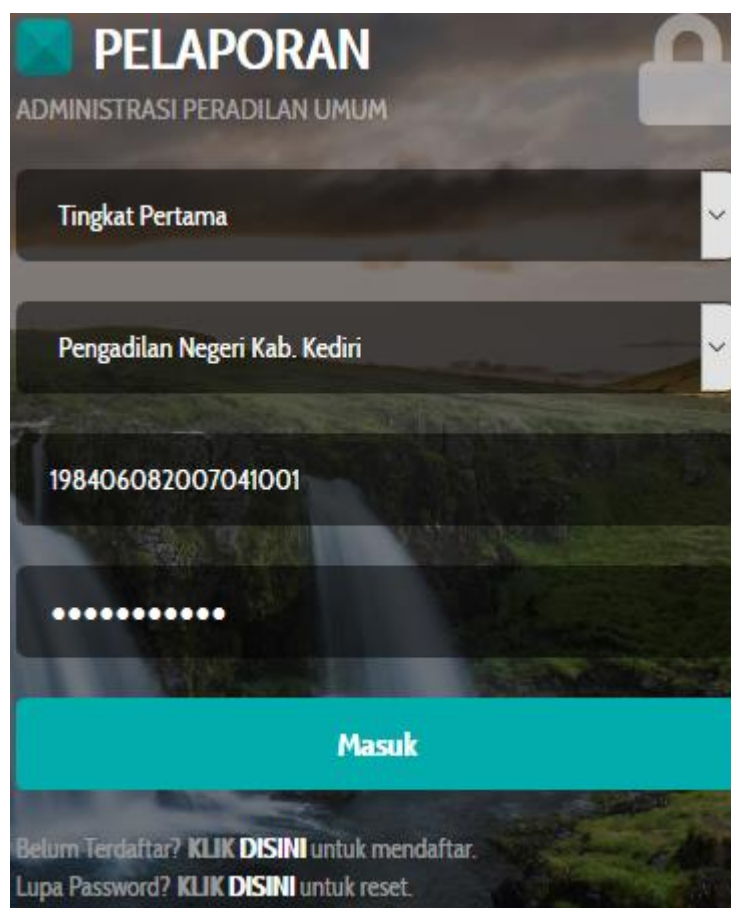 PELAPORAN
ADMINISTRASI PERADILAN UMUM
Tingkat Pertama
Pengadilan Negeri Kab. Kediri
198406082007041001
•••••••••••
Masuk
Belum Terdaftar? KLIK DISINI untuk mendaftar.
Lupa Password? KLIK DISINI untuk reset.